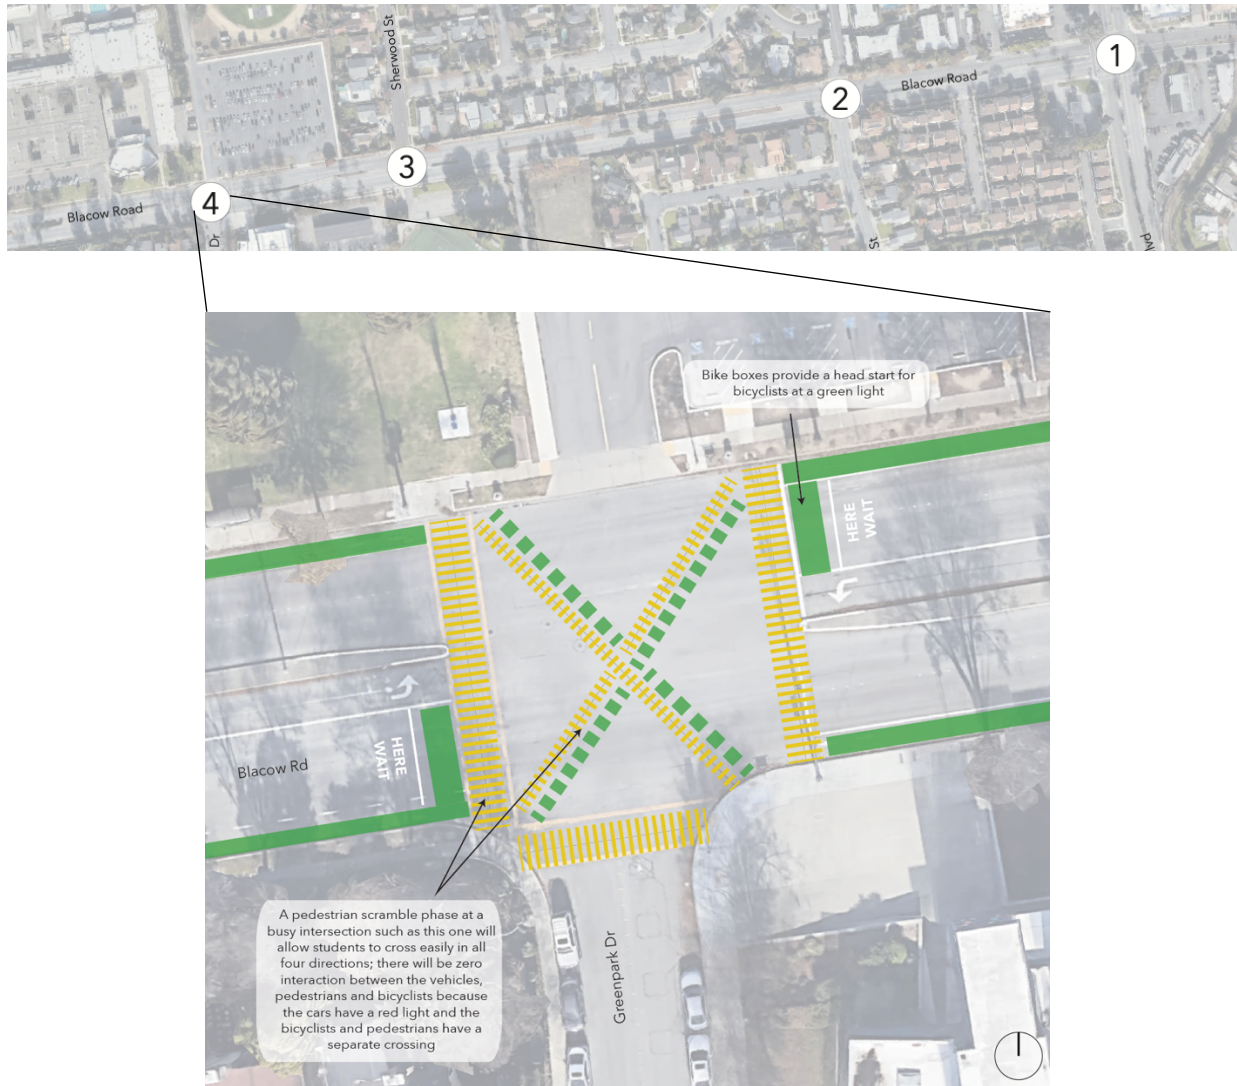 Sherwood St
1
Blacow Road
2
3
4
Blacow Road
Dr
St
lvd
Bike boxes provide a head start for
bicyclists at a green light
HERE
WAIT
HERE
WAIT
Blacow Rd
A pedestrian scramble phase at a
busy intersection such as this one will
allow students to cross easily in all
four directions; there will be zero
interaction between the vehicles,
pedestrians and bicyclists because
the cars have a red light and the
bicyclists and pedestrians have a
separate crossing
Greenpark Dr